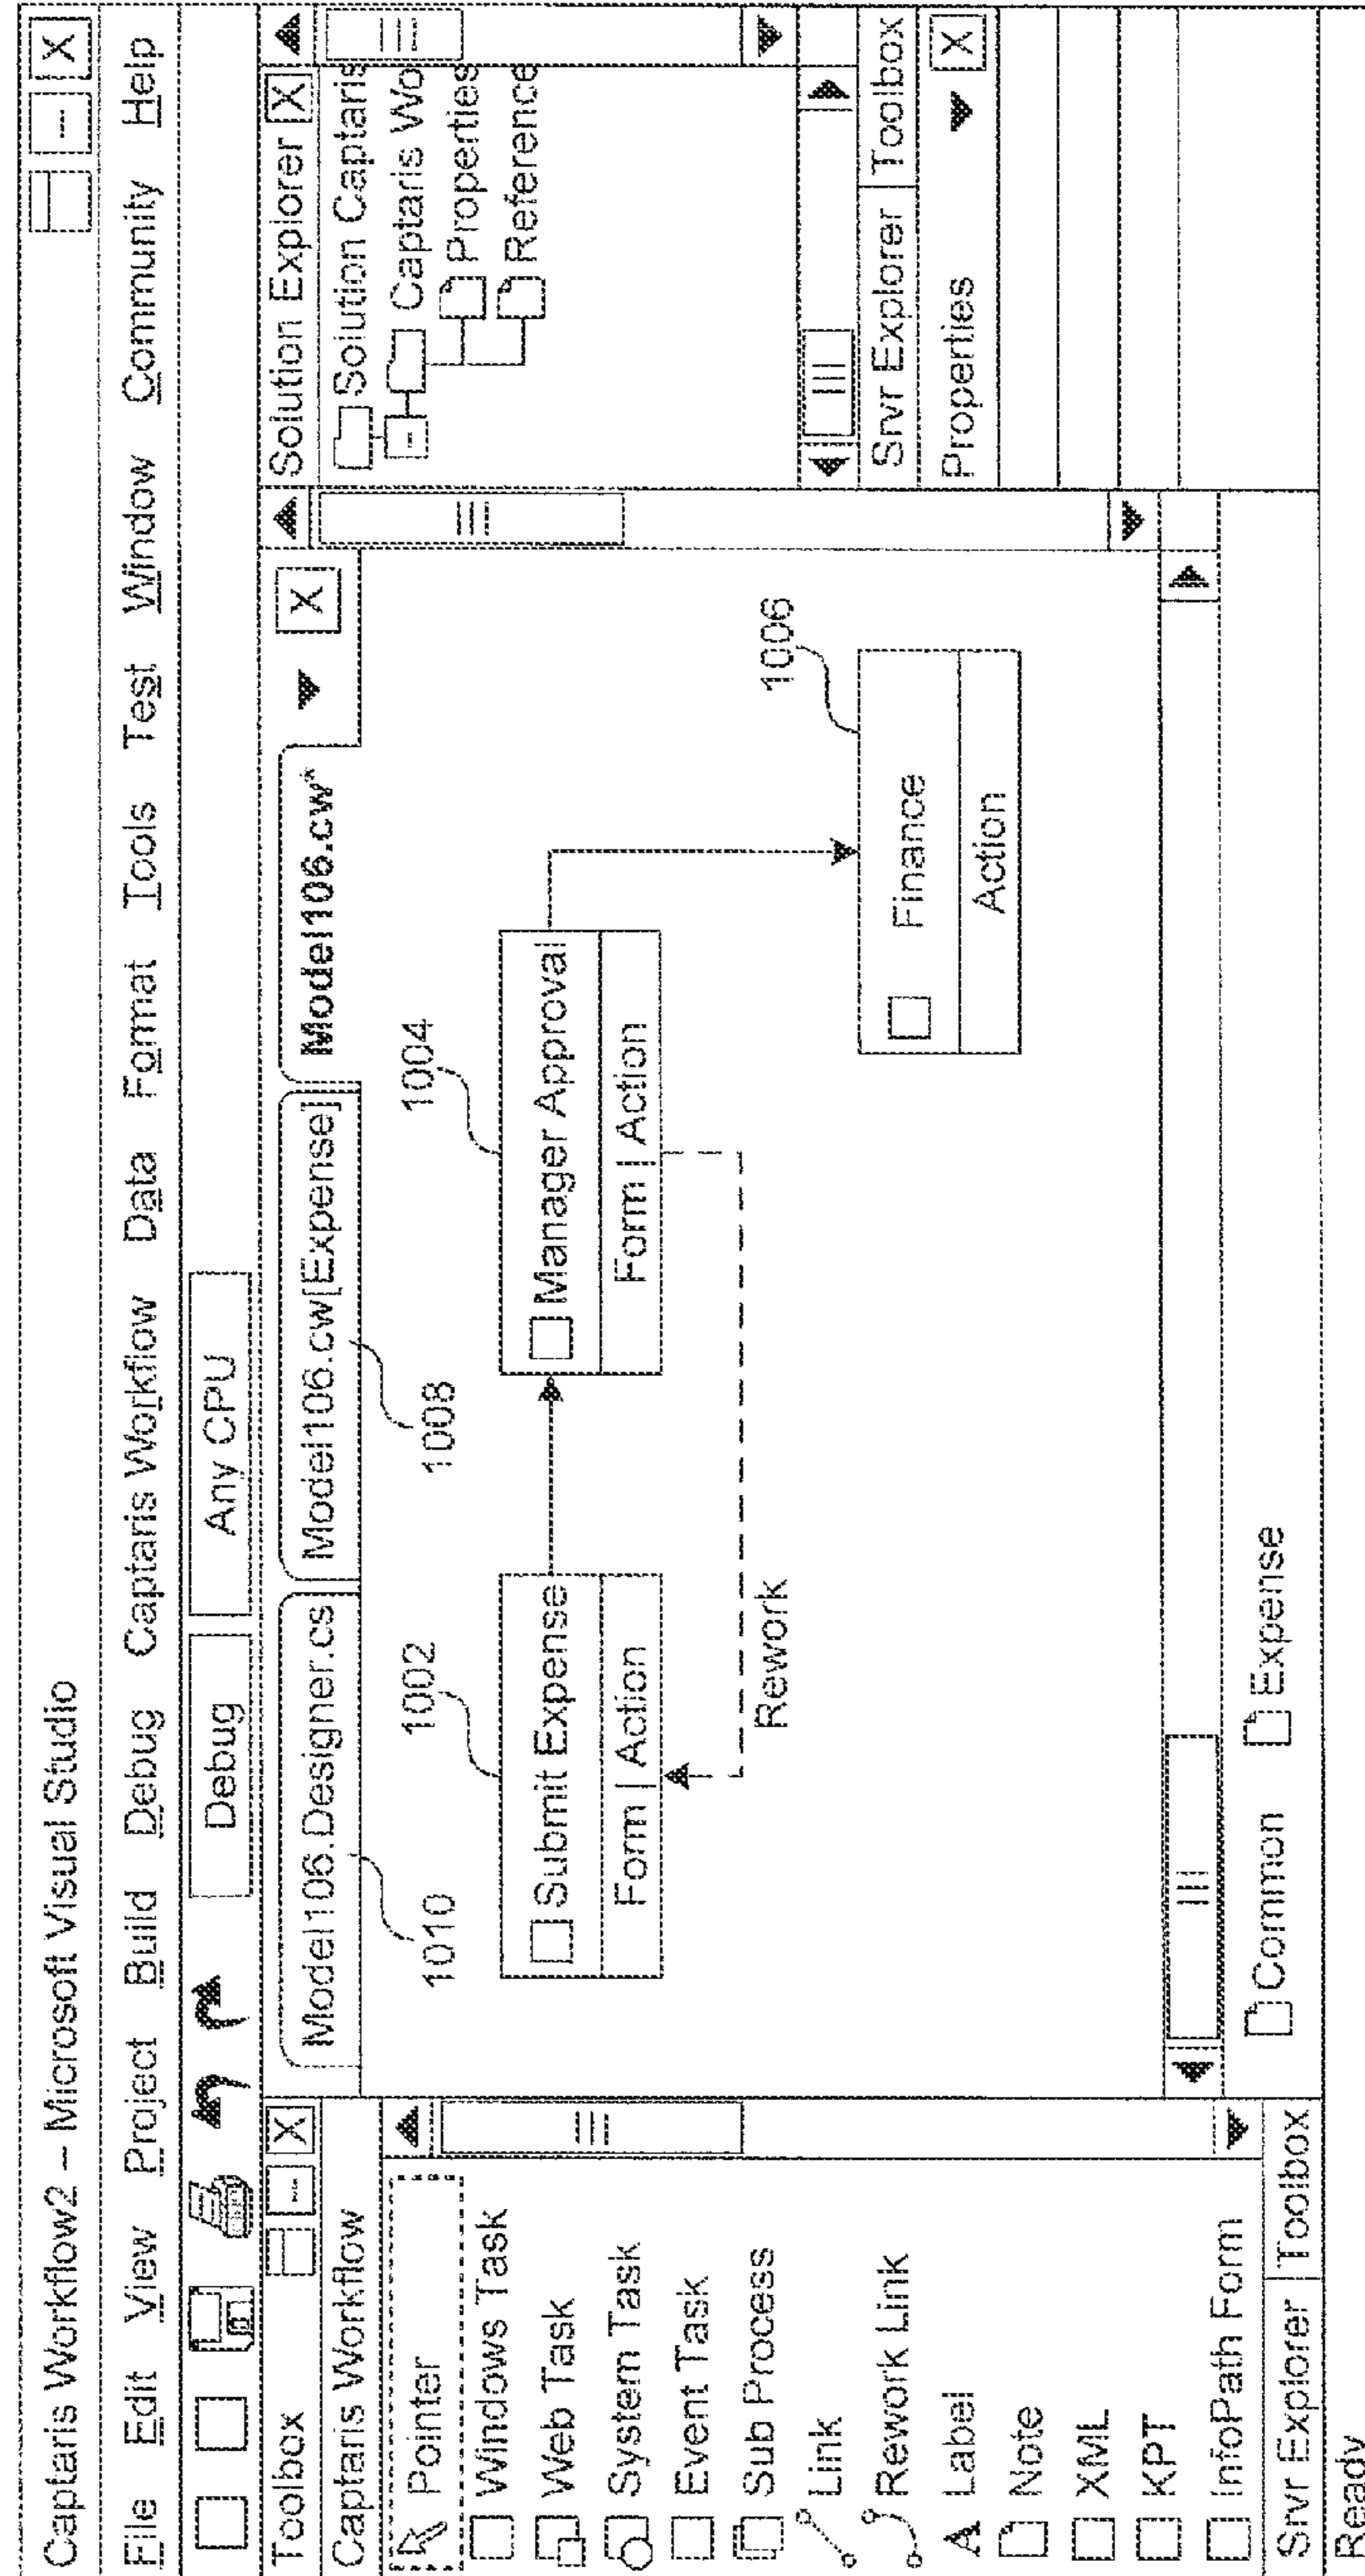 Captaris Workflow2 – Microsoft Visual Studio
File Edit View Project Build Debug Captaris Workflow Data Format Tools Test Window Community Help
Debug Any CPU
Toolbox
Captaris Workflow
Pointer
Windows Task
Web Task
System Task
Event Task
Sub Process
Link
Rework Link
A Label
Note
XML
KPT
InfoPath Form
Srvr Explorer Toolbox
Ready
Model106.Designer.cs Model106.cw[Expense] Model106.cw*
1010
1008
1002
Submit Expense
Form | Action
1004
Manager Approval
Form | Action
Rework
1006
Finance
Action
Common Expense
Solution Explorer
Solution Captaris
Captaris Wo
Properties
Reference
Srvr Explorer Toolbox
Properties